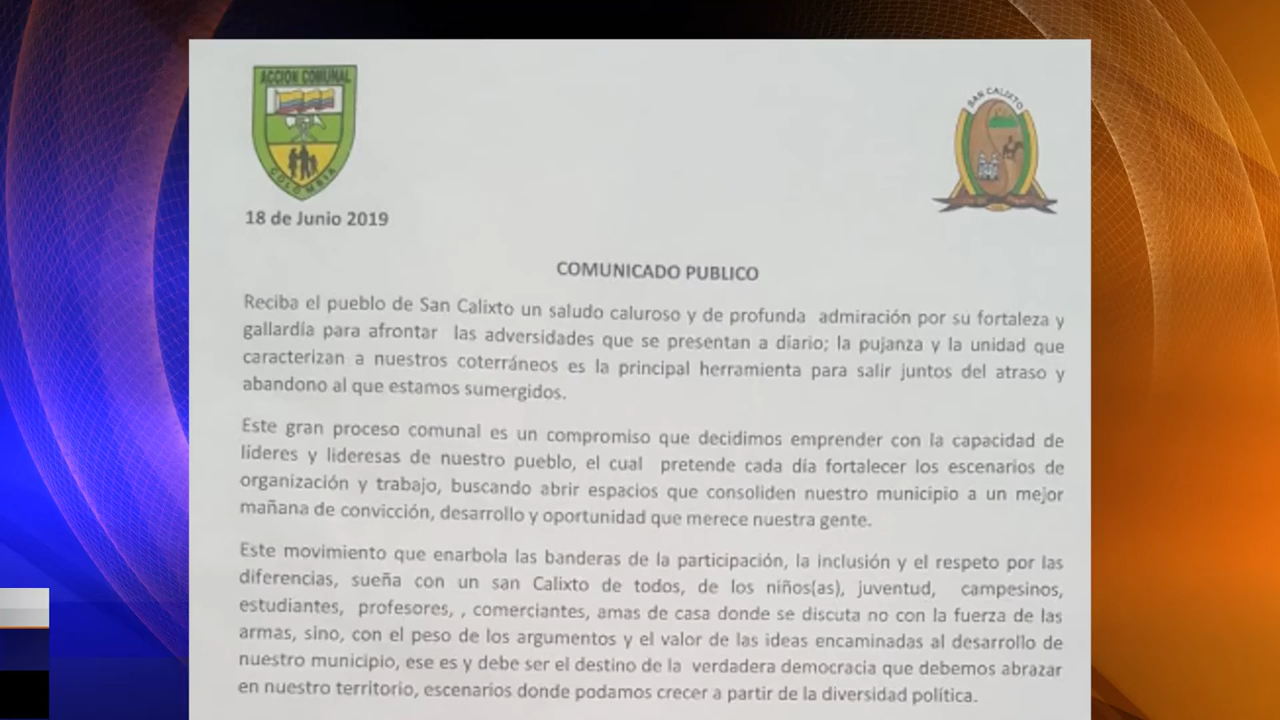 ACCION COMUNAL
COLOMBIA
SAN CALIXTO
18 de Junio 2019
COMUNICADO PUBLICO
Reciba el pueblo de San Calixto un saludo caluroso y de profunda admiración por su fortaleza y
gallardía para afrontar las adversidades que se presentan a diario; la pujanza y la unidad que
caracterizan a nuestros coterráneos es la principal herramienta para salir juntos del atraso y
abandono al que estamos sumergidos.
Este gran proceso comunal es un compromiso que decidimos emprender con la capacidad de
líderes y lideresas de nuestro pueblo, el cual pretende cada día fortalecer los escenarios de
organización y trabajo, buscando abrir espacios que consoliden nuestro municipio a un mejor
mañana de convicción, desarrollo y oportunidad que merece nuestra gente.
Este movimiento que enarbola las banderas de la participación, la inclusión y el respeto por las
diferencias, sueña con un san Calixto de todos, de los niños(as), juventud, campesinos,
estudiantes, profesores, , comerciantes, amas de casa donde se discuta no con la fuerza de las
armas, sino, con el peso de los argumentos y el valor de las ideas encaminadas al desarrollo de
nuestro municipio, ese es y debe ser el destino de la verdadera democracia que debemos abrazar
en nuestro territorio, escenarios donde podamos crecer a partir de la diversidad política.